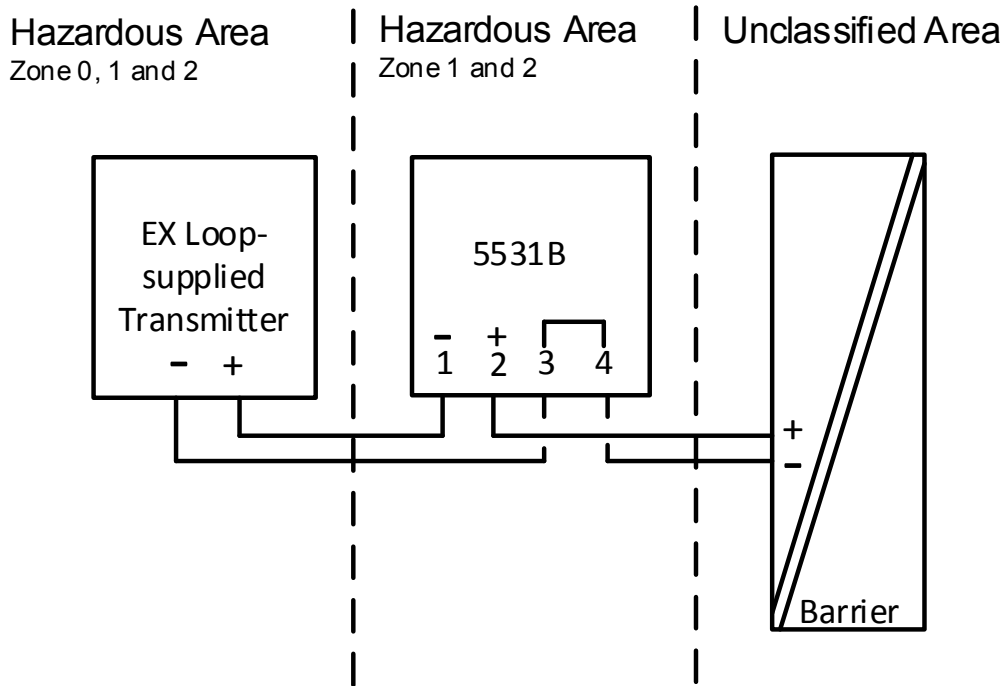 Hazardous Area
Zone 0, 1 and 2
Hazardous Area
Zone 1 and 2
Unclassified Area
EX Loop-
supplied
Transmitter
- +
5531B
- +
1 2 3 4
+
-
Barrier